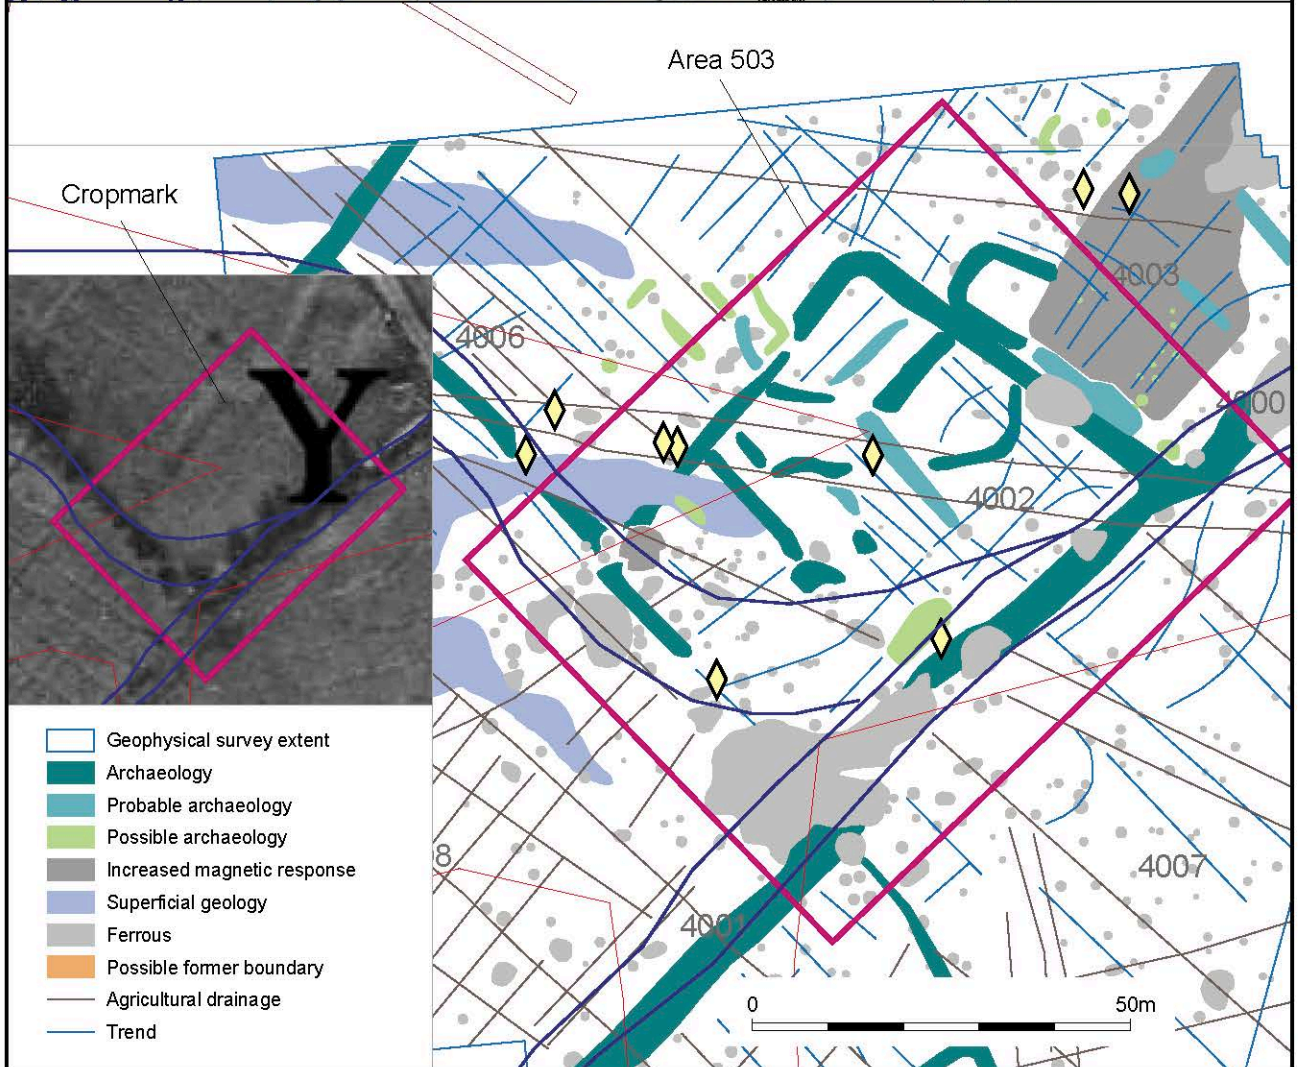 Area 503
Cropmark
4003
4006
4000
Y
4002
Geophysical survey extent
Archaeology
Probable archaeology
Possible archaeology
Increased magnetic response
Superficial geology
Ferrous
Possible former boundary
Agricultural drainage
Trend
8
4007
4001
0 50m